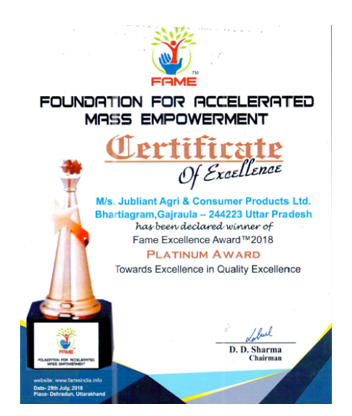 FAME™
FOUNDATION FOR ACCELERATED
MASS EMPOWERMENT
Certificate
Of Excellence
M/s. Jubliant Agri & Consumer Products Ltd.
Bhartiagram,Gajraula – 244223 Uttar Pradesh
has been declared winner of
Fame Excellence Award™2018
PLATINUM AWARD
Towards Excellence in Quality Excellence
D. D. Sharma
Chairman
FAME
FOUNDATION FOR ACCELERATED
MASS EMPOWERMENT
website: www.fameindia.info
Date- 29th July, 2018
Place- Dehradun, Uttarakhand